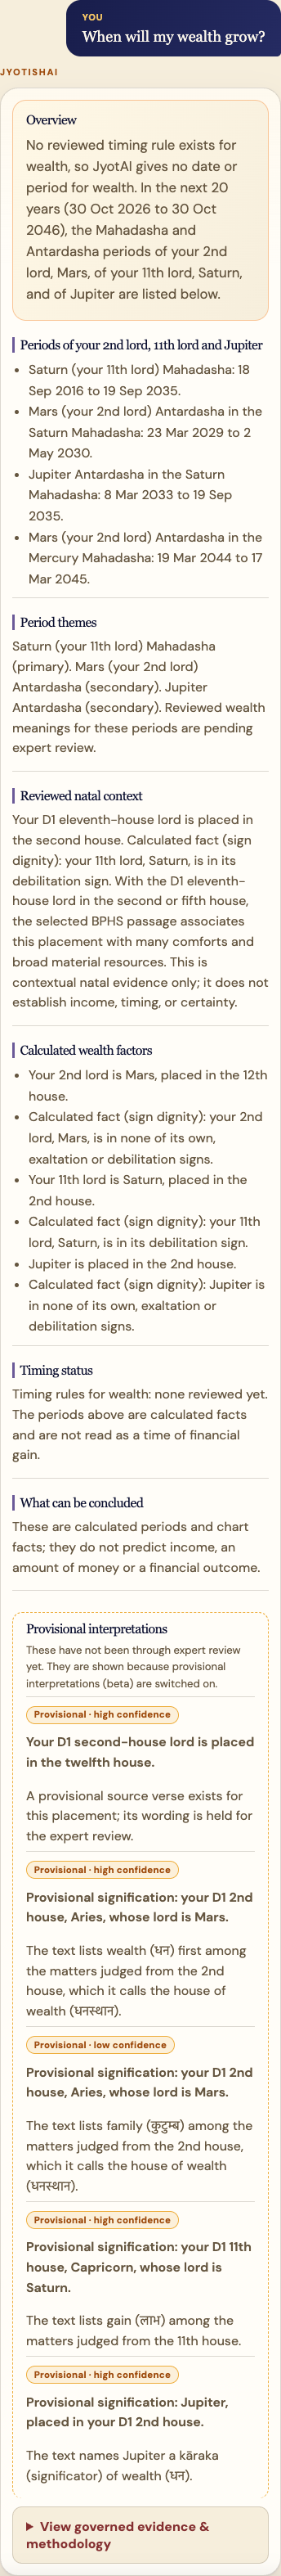 YOU
When will my wealth grow?
JYOTISHAI
Overview
No reviewed timing rule exists for
wealth, so JyotAI gives no date or
period for wealth. In the next 20
years (30 Oct 2026 to 30 Oct
2046), the Mahadasha and
Antardasha periods of your 2nd
lord, Mars, of your 11th lord, Saturn,
and of Jupiter are listed below.
Periods of your 2nd lord, 11th lord and Jupiter
• Saturn (your 11th lord) Mahadasha: 18
Sep 2016 to 19 Sep 2035.
• Mars (your 2nd lord) Antardasha in the
Saturn Mahadasha: 23 Mar 2029 to 2
May 2030.
• Jupiter Antardasha in the Saturn
Mahadasha: 8 Mar 2033 to 19 Sep
2035.
• Mars (your 2nd lord) Antardasha in the
Mercury Mahadasha: 19 Mar 2044 to 17
Mar 2045.
Period themes
Saturn (your 11th lord) Mahadasha
(primary). Mars (your 2nd lord)
Antardasha (secondary). Jupiter
Antardasha (secondary). Reviewed wealth
meanings for these periods are pending
expert review.
Reviewed natal context
Your D1 eleventh-house lord is placed in
the second house. Calculated fact (sign
dignity): your 11th lord, Saturn, is in its
debilitation sign. With the D1 eleventh-
house lord in the second or fifth house,
the selected BPHS passage associates
this placement with many comforts and
broad material resources. This is
contextual natal evidence only; it does not
establish income, timing, or certainty.
Calculated wealth factors
• Your 2nd lord is Mars, placed in the 12th
house.
• Calculated fact (sign dignity): your 2nd
lord, Mars, is in none of its own,
exaltation or debilitation signs.
• Your 11th lord is Saturn, placed in the
2nd house.
• Calculated fact (sign dignity): your 11th
lord, Saturn, is in its debilitation sign.
• Jupiter is placed in the 2nd house.
• Calculated fact (sign dignity): Jupiter is
in none of its own, exaltation or
debilitation signs.
Timing status
Timing rules for wealth: none reviewed yet.
The periods above are calculated facts
and are not read as a time of financial
gain.
What can be concluded
These are calculated periods and chart
facts; they do not predict income, an
amount of money or a financial outcome.
Provisional interpretations
These have not been through expert review
yet. They are shown because provisional
interpretations (beta) are switched on.
Provisional · high confidence
Your D1 second-house lord is placed
in the twelfth house.
A provisional source verse exists for
this placement; its wording is held for
the expert review.
Provisional · high confidence
Provisional signification: your D1 2nd
house, Aries, whose lord is Mars.
The text lists wealth (धन) first among
the matters judged from the 2nd
house, which it calls the house of
wealth (धनस्थान).
Provisional · low confidence
Provisional signification: your D1 2nd
house, Aries, whose lord is Mars.
The text lists family (कुटुम्ब) among the
matters judged from the 2nd house,
which it calls the house of wealth
(धनस्थान).
Provisional · high confidence
Provisional signification: your D1 11th
house, Capricorn, whose lord is
Saturn.
The text lists gain (लाभ) among the
matters judged from the 11th house.
Provisional · high confidence
Provisional signification: Jupiter,
placed in your D1 2nd house.
The text names Jupiter a kāraka
(significator) of wealth (धन).
▶ View governed evidence &
methodology